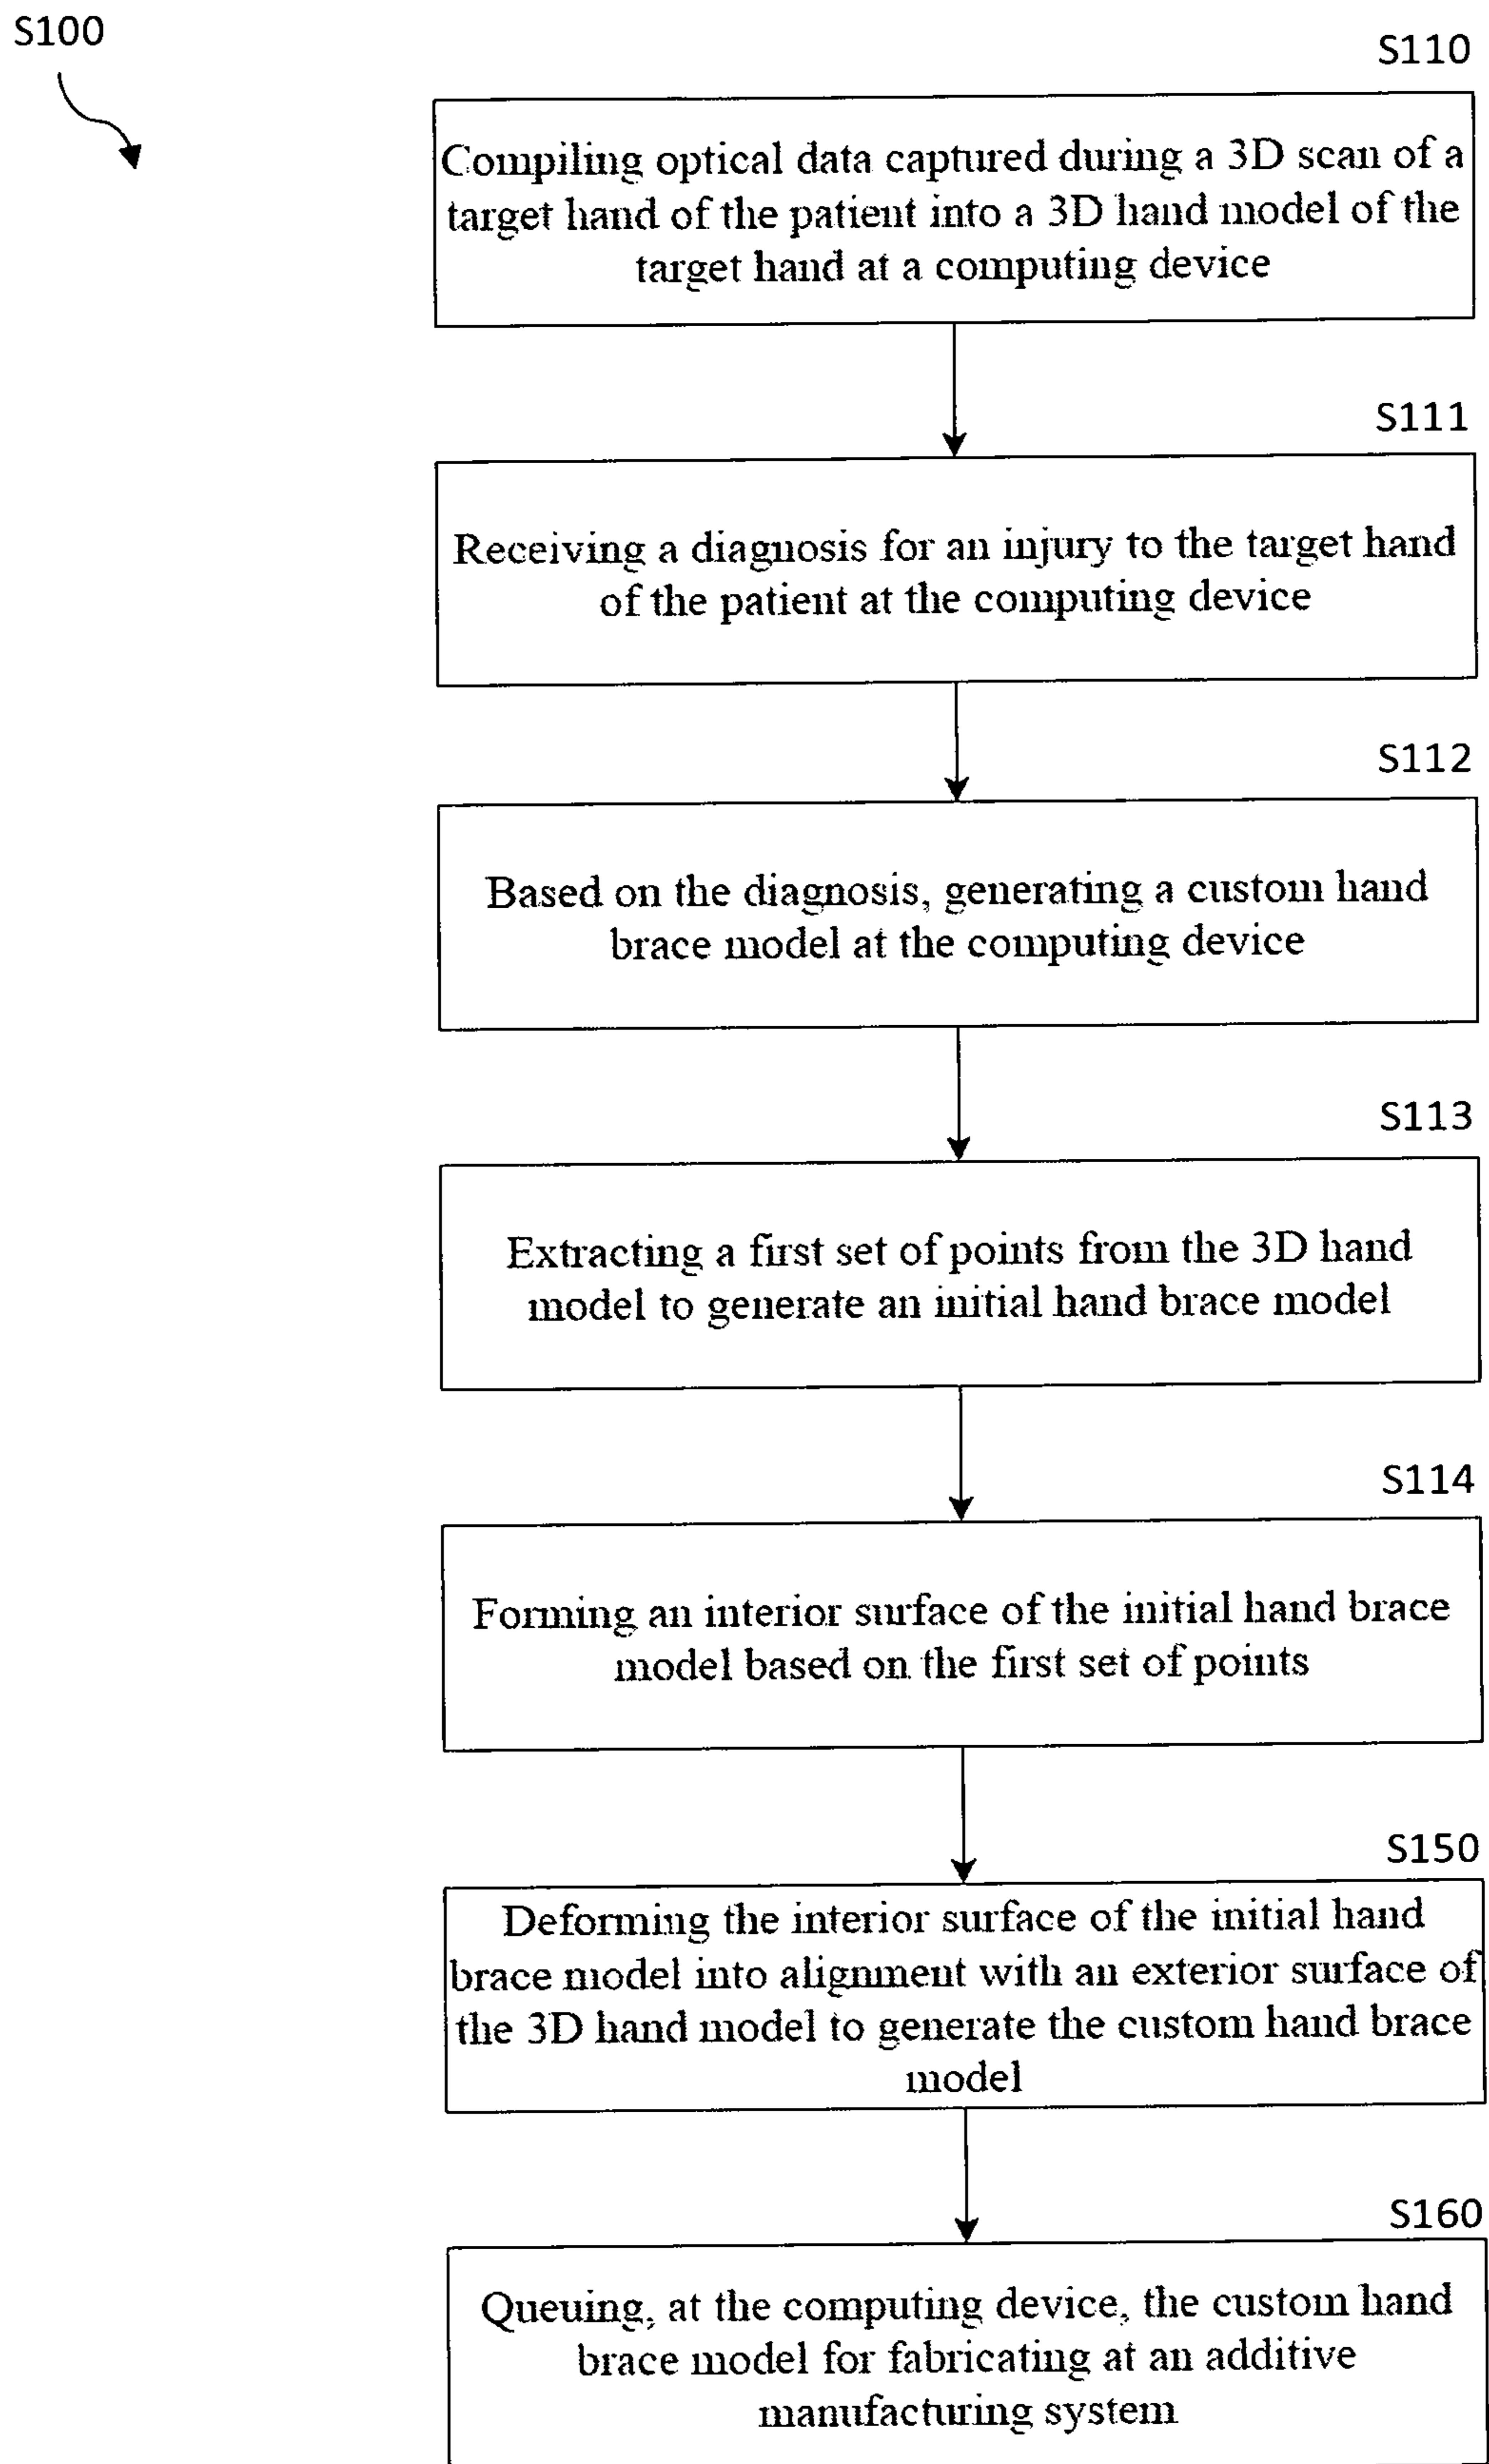 S100
S110
Compiling optical data captured during a 3D scan of a
target hand of the patient into a 3D hand model of the
target hand at a computing device
S111
Receiving a diagnosis for an injury to the target hand
of the patient at the computing device
S112
Based on the diagnosis, generating a custom hand
brace model at the computing device
S113
Extracting a first set of points from the 3D hand
model to generate an initial hand brace model
S114
Forming an interior surface of the initial hand brace
model based on the first set of points
S150
Deforming the interior surface of the initial hand
brace model into alignment with an exterior surface of
the 3D hand model to generate the custom hand brace
model
S160
Queuing, at the computing device, the custom hand
brace model for fabricating at an additive
manufacturing system